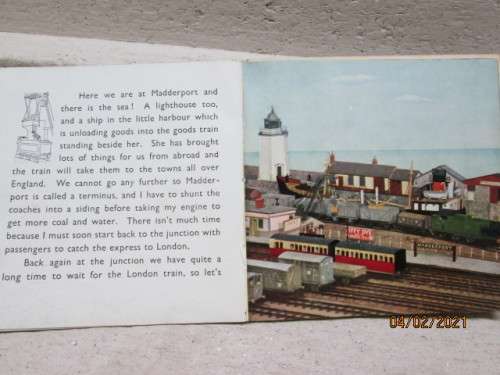 Here we are at Madderport and
there is the sea! A lighthouse too,
and a ship in the little harbour which
is unloading goods into the goods train
standing beside her. She has brought
lots of things for us from abroad and
the train will take them to the towns all over
England. We cannot go any further so Madder-
port is called a terminus, and I have to shunt the
coaches into a siding before taking my engine
to get more coal and water. There isn't much time
because I must soon start back to the junction with
passengers to catch the express to London.
Back again at the junction we have quite a
long time to wait for the London train, so let's
04/02/2021